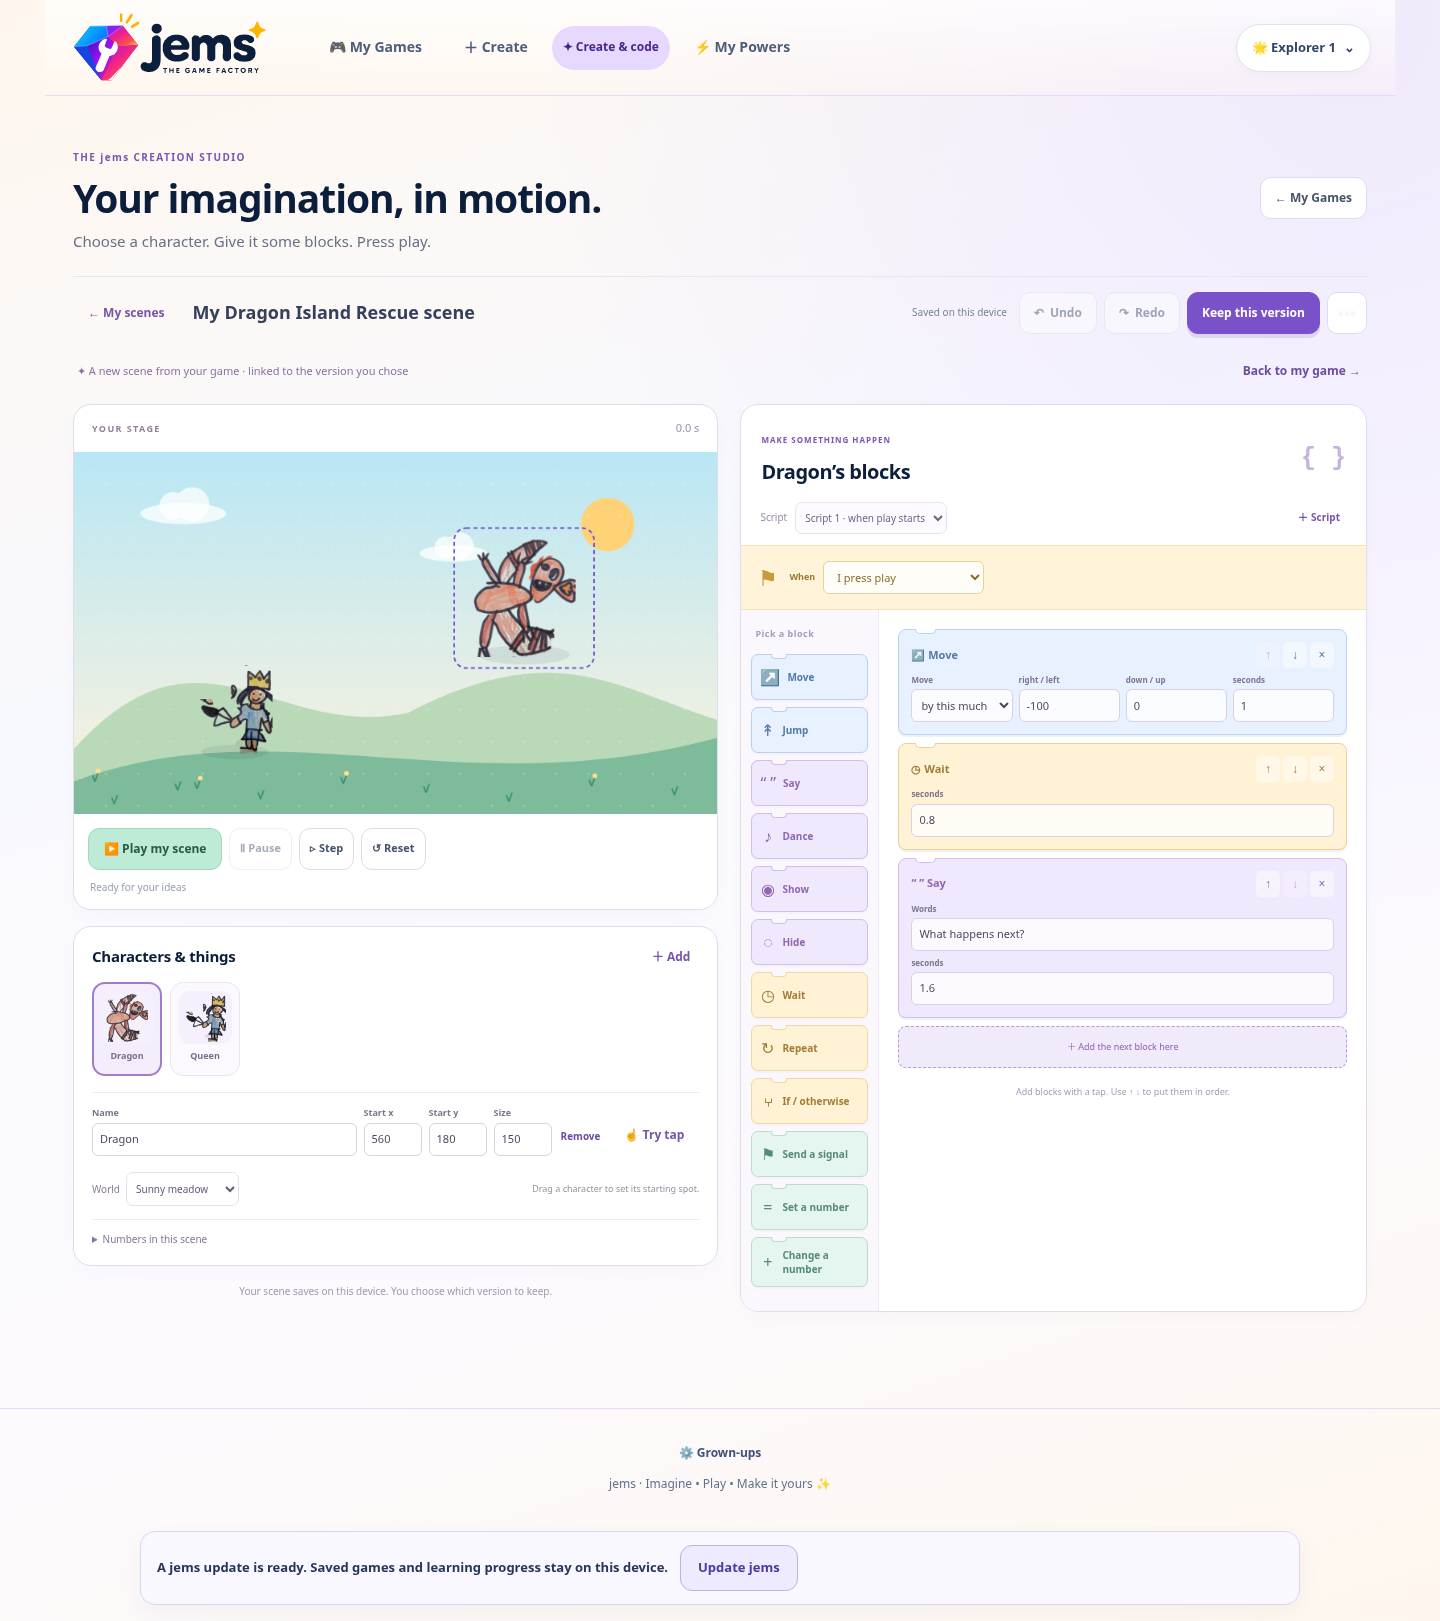 jems
THE GAME FACTORY
🎮 My Games
＋ Create
✦ Create & code
⚡ My Powers
🌟 Explorer 1 ⌄
THE jems CREATION STUDIO
Your imagination, in motion.
← My Games
Choose a character. Give it some blocks. Press play.
← My scenes
My Dragon Island Rescue scene
Saved on this device
↶ Undo
↷ Redo
Keep this version
•••
✦ A new scene from your game · linked to the version you chose
Back to my game →
YOUR STAGE
0.0 s
▶️ Play my scene
Ⅱ Pause
▹ Step
↺ Reset
Ready for your ideas
Characters & things
＋ Add
Dragon
Queen
Name
Start x
Start y
Size
Dragon
560
180
150
Remove
☝️ Try tap
World
Sunny meadow
Drag a character to set its starting spot.
▶ Numbers in this scene
Your scene saves on this device. You choose which version to keep.
MAKE SOMETHING HAPPEN
Dragon’s blocks
{ }
Script
Script 1 · when play starts
＋ Script
⚑ When
I press play
Pick a block
↗️ Move
↟ Jump
“ ” Say
♪ Dance
◉ Show
○ Hide
◷ Wait
↻ Repeat
⑂ If / otherwise
⚑ Send a signal
= Set a number
+ Change a
number
↗️ Move
↑ ↓ ×
Move
right / left
down / up
seconds
by this much
-100
0
1
◷ Wait
↑ ↓ ×
seconds
0.8
“ ” Say
↑ ↓ ×
Words
What happens next?
seconds
1.6
＋ Add the next block here
Add blocks with a tap. Use ↑ ↓ to put them in order.
⚙️ Grown-ups
jems · Imagine • Play • Make it yours ✨
A jems update is ready. Saved games and learning progress stay on this device.
Update jems